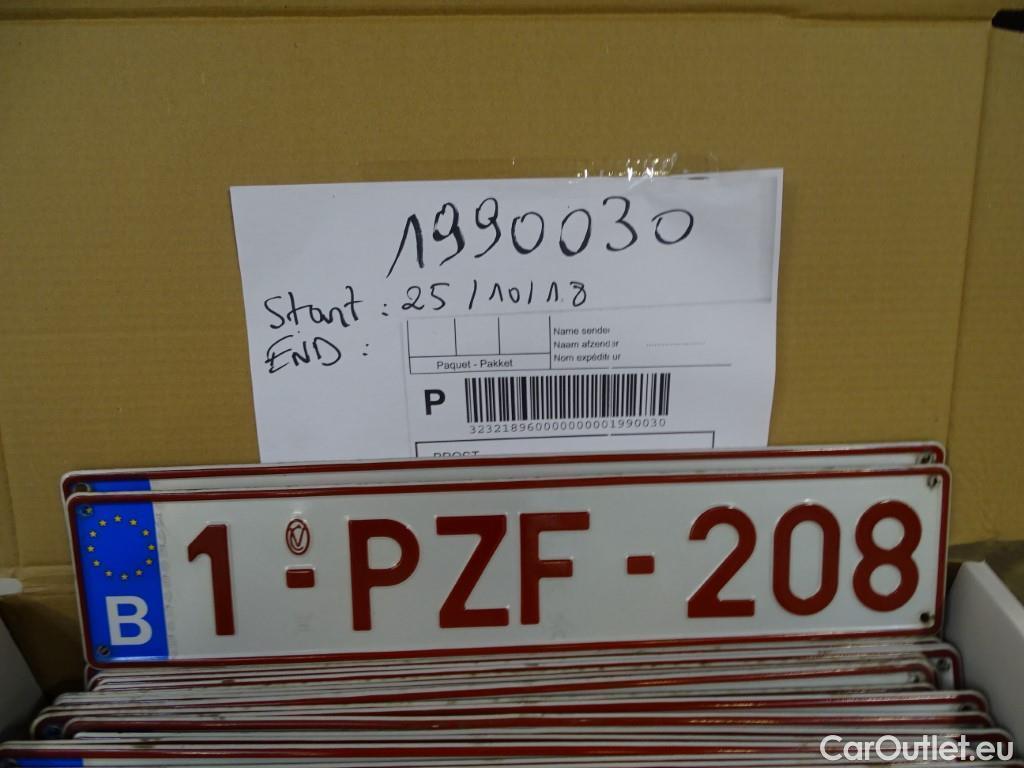 1990030
Start: 25/10/18
END :
Name sender
Naam afzender
Nom expéditeur
Paquet - Pakket
P
323218960000000001990030
1-PZF-208
B
CarOutlet.eu